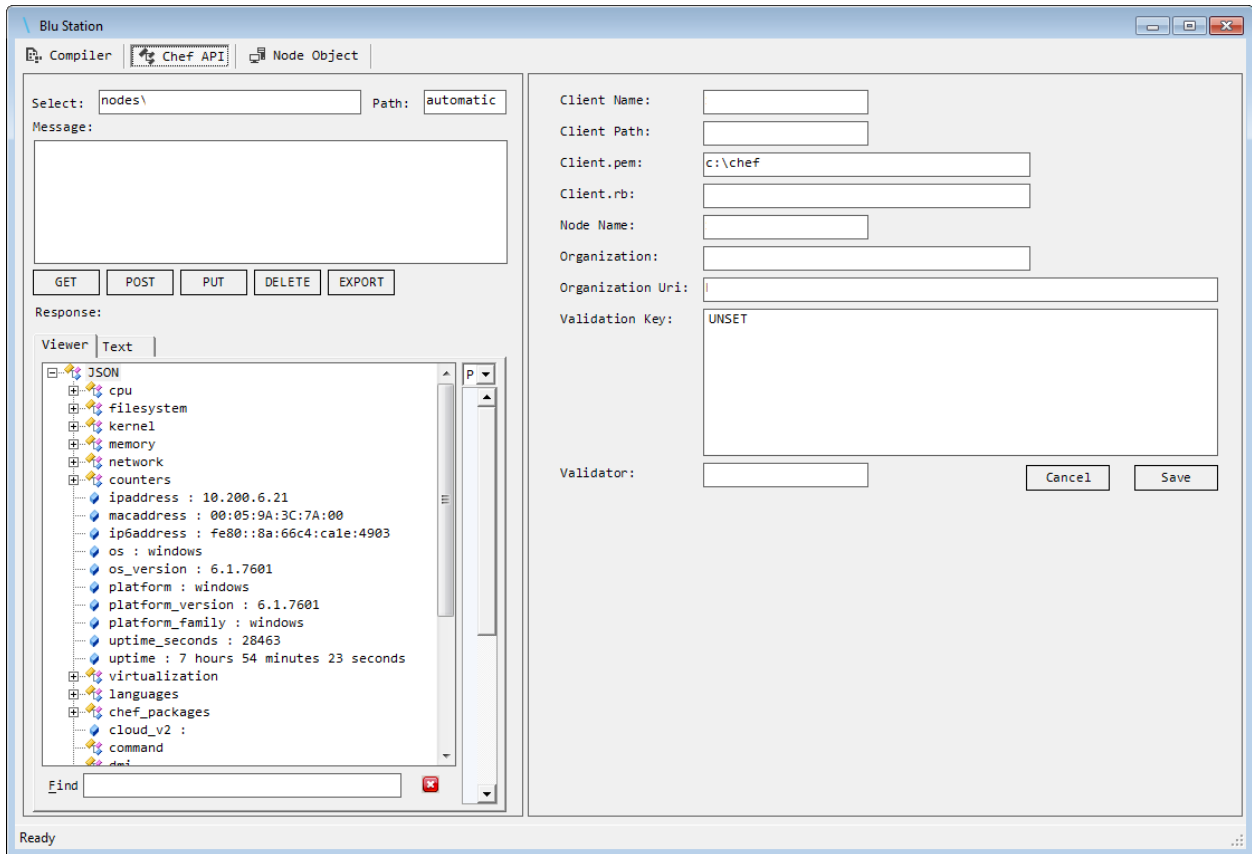 Blu Station
Compiler Chef API Node Object
Select: nodes\ Path: automatic
Message:
GET POST PUT DELETE EXPORT
Response:
Viewer Text
JSON
P
cpu
filesystem
kernel
memory
network
counters
ipaddress : 10.200.6.21
macaddress : 00:05:9A:3C:7A:00
ip6address : fe80::8a:66c4:ca1e:4903
os : windows
os_version : 6.1.7601
platform : windows
platform_version : 6.1.7601
platform_family : windows
uptime_seconds : 28463
uptime : 7 hours 54 minutes 23 seconds
virtualization
languages
chef_packages
cloud_v2 :
command
dmi
Find
Client Name:
Client Path:
Client.pem: c:\chef
Client.rb:
Node Name:
Organization:
Organization Uri:
Validation Key: UNSET
Validator:
Cancel Save
Ready